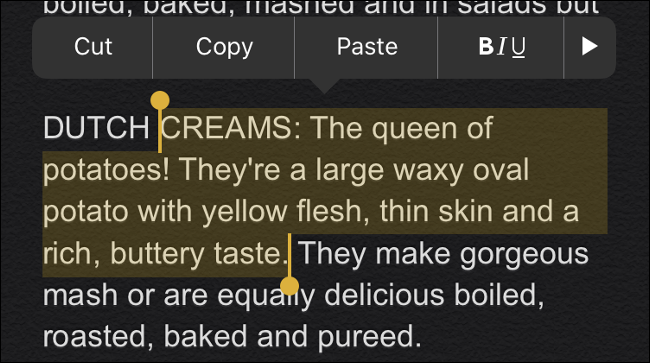 boiled, baked, mashed and in salads but
Cut Copy Paste BIU
DUTCH CREAMS: The queen of
potatoes! They're a large waxy oval
potato with yellow flesh, thin skin and a
rich, buttery taste. They make gorgeous
mash or are equally delicious boiled,
roasted, baked and pureed.